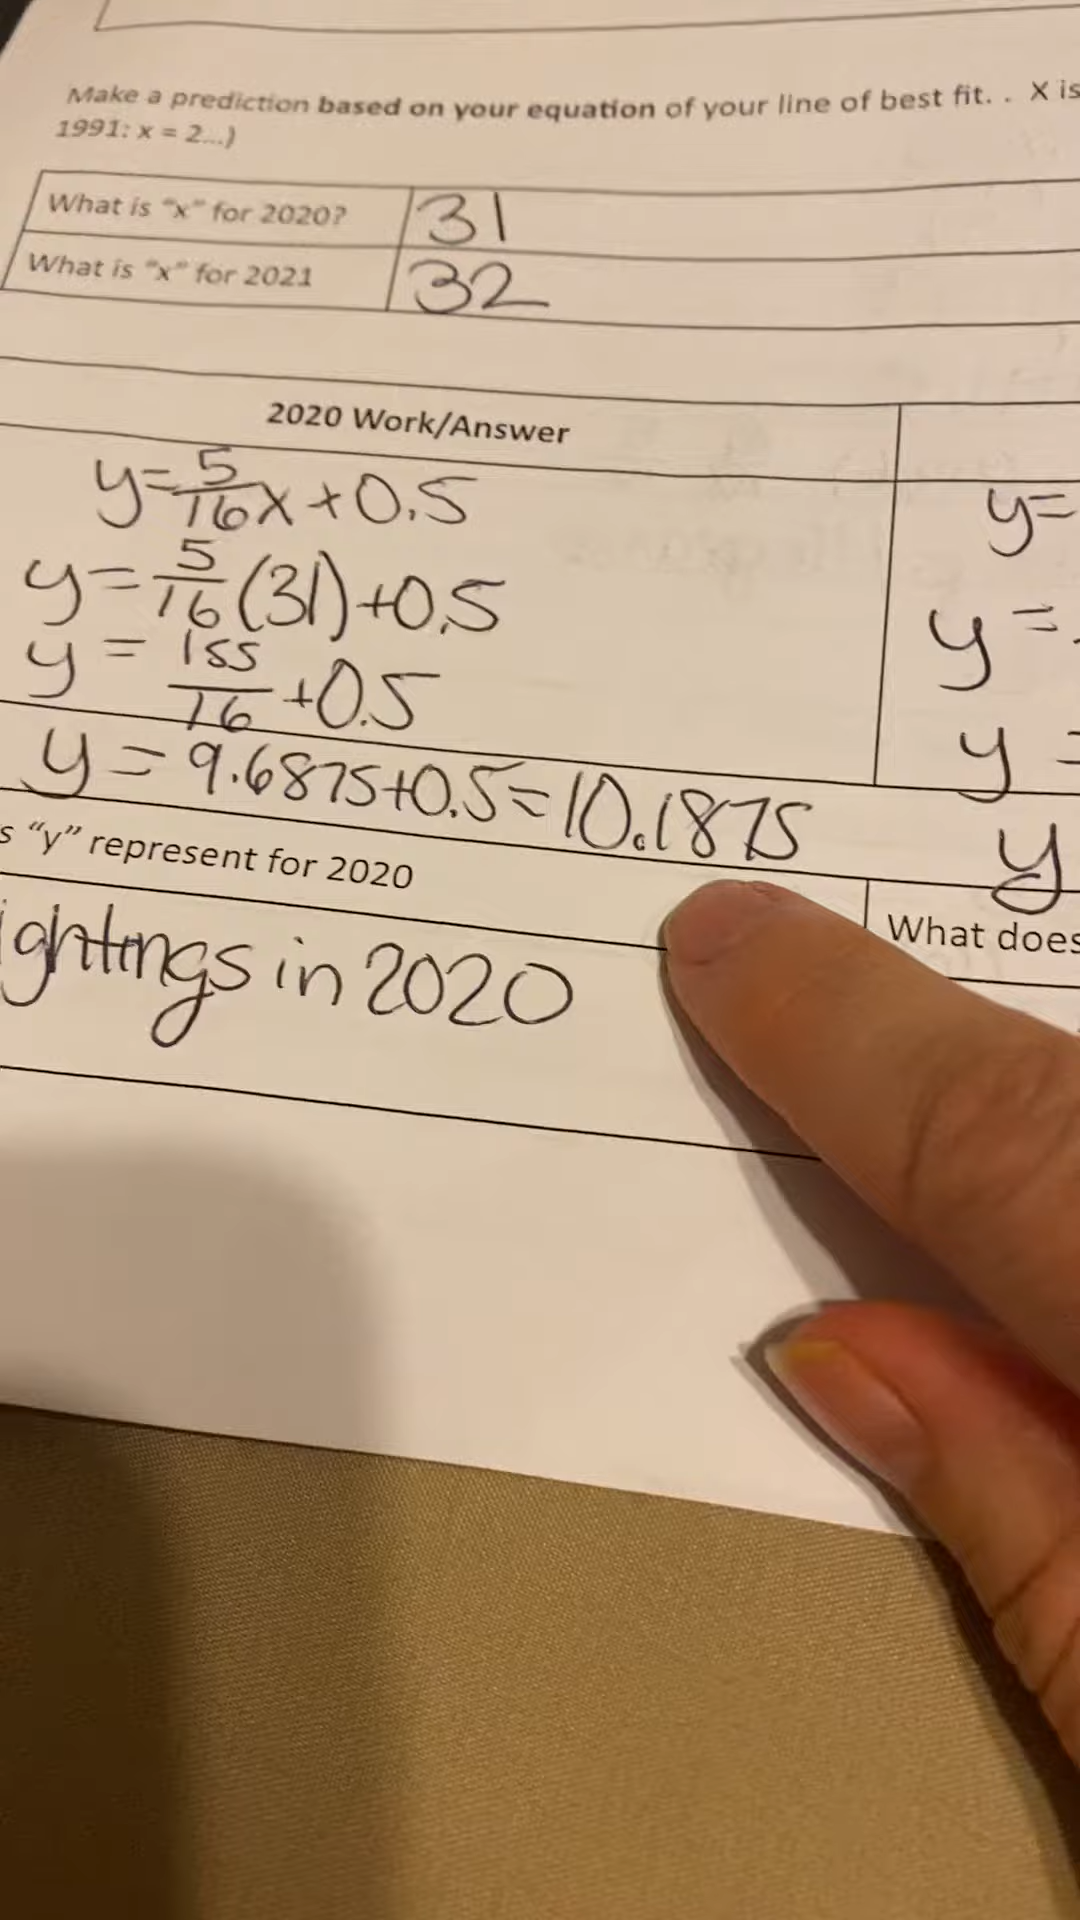 Make a prediction based on your equation of your line of best fit. . X is
1991: x = 2...)
What is "x" for 2020? 31
What is "x" for 2021 32
2020 Work/Answer
y=5/16x+0.5 y=
y=5/16(31)+0.5 y=
y=155/16+0.5 y=
y=9.6875+0.5=10.1875 y
s "y" represent for 2020 What does
ightings in 2020